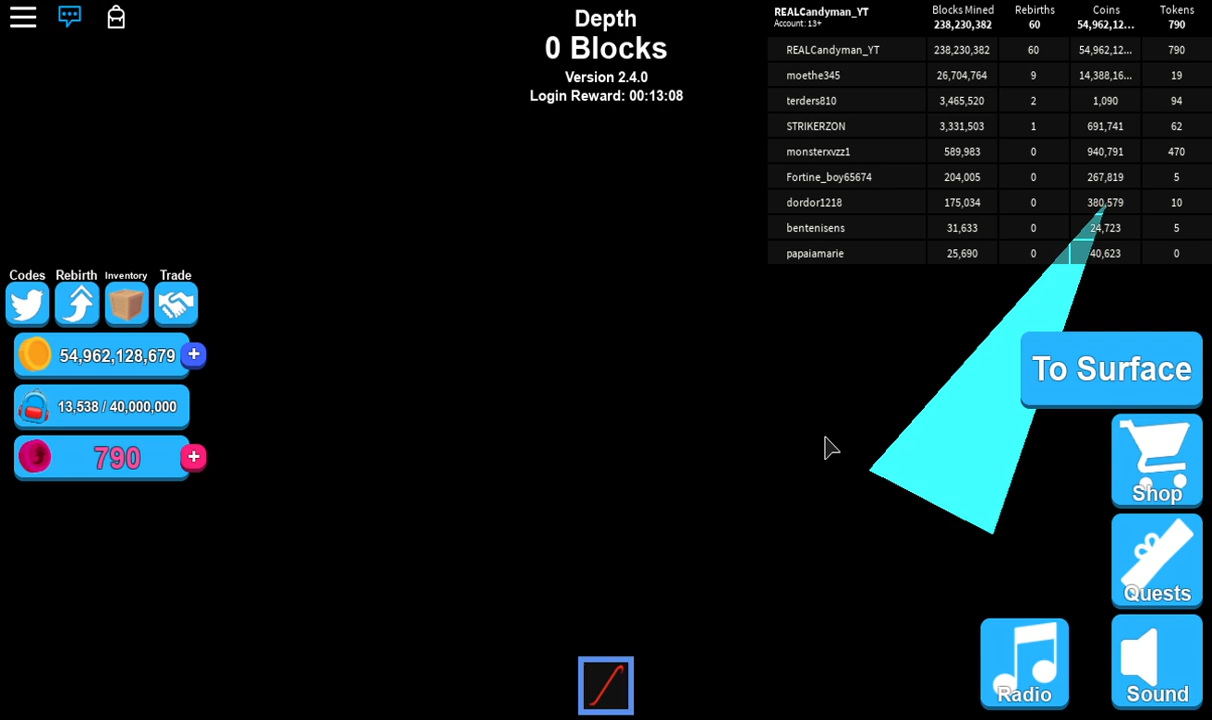 Depth
0 Blocks
Version 2.4.0
Login Reward: 00:13:08
REALCandyman_YT Blocks Mined Rebirths Coins Tokens
Account: 13+ 238,230,382 60 54,962,12... 790
REALCandyman_YT 238,230,382 60 54,962,12... 790
moethe345 26,704,764 9 14,388,16... 19
terders810 3,465,520 2 1,090 94
STRIKERZON 3,331,503 1 691,741 62
monsterxvzz1 589,983 0 940,791 470
Fortine_boy65674 204,005 0 267,819 5
dordor1218 175,034 0 380,579 10
bentenisens 31,633 0 24,723 5
papaiamarie 25,690 0 40,623 0
Codes Rebirth Inventory Trade
54,962,128,679 +
13,538 / 40,000,000
790 +
To Surface
Shop
Quests
Radio
Sound